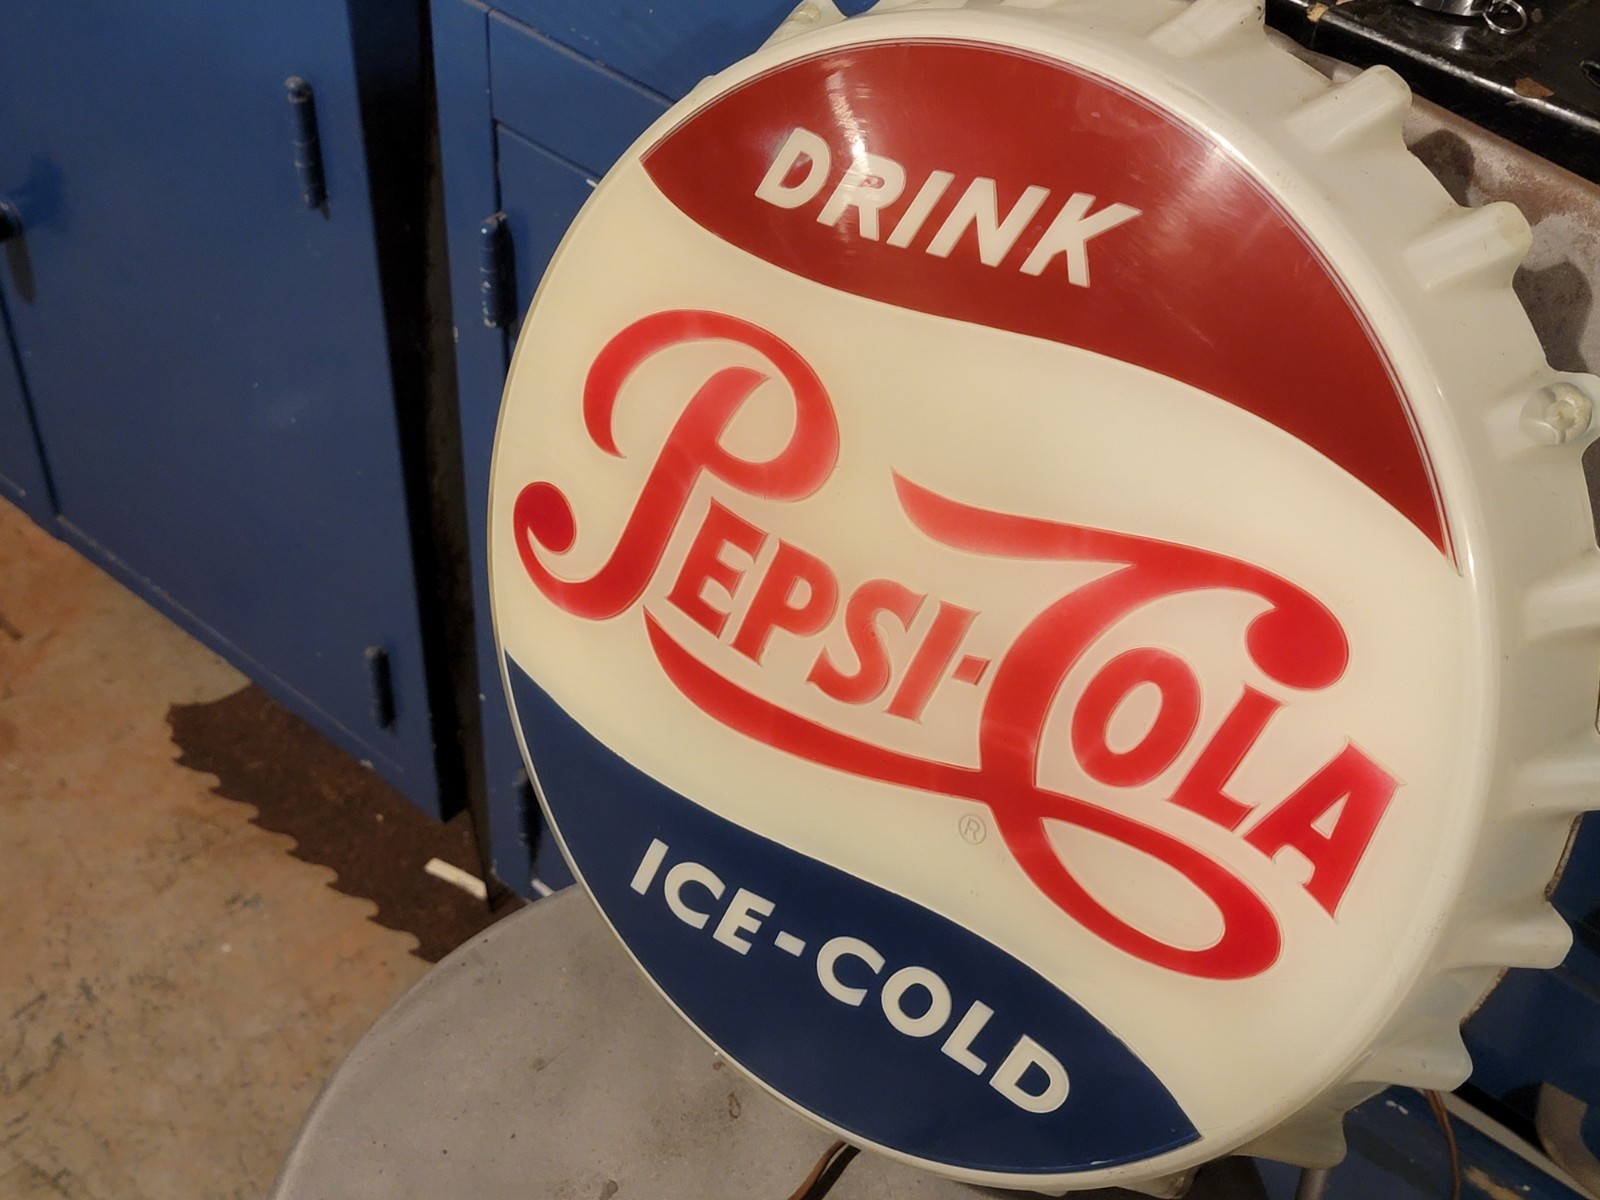 DRINK
PEPSI-COLA
®
ICE-COLD